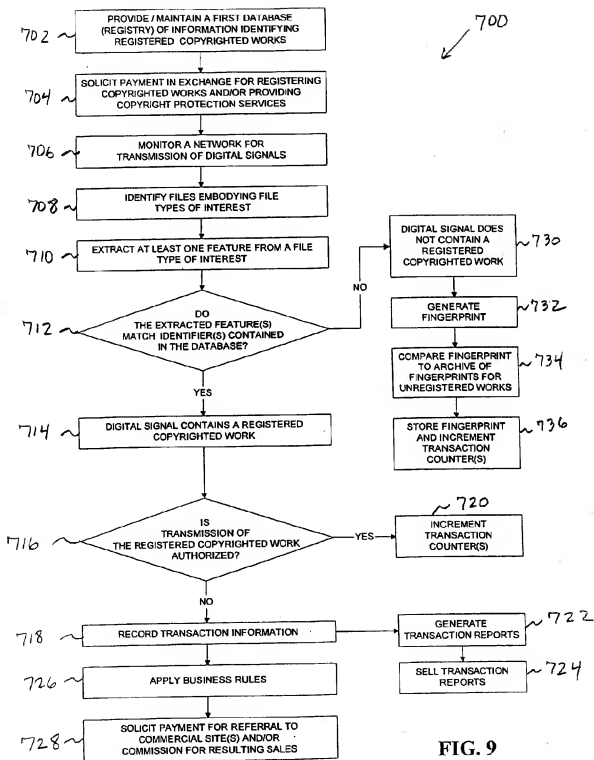 700
702
PROVIDE / MAINTAIN A FIRST DATABASE
(REGISTRY) OF INFORMATION IDENTIFYING
REGISTERED COPYRIGHTED WORKS
704
SOLICIT PAYMENT IN EXCHANGE FOR REGISTERING
COPYRIGHTED WORKS AND/OR PROVIDING
COPYRIGHT PROTECTION SERVICES
706
MONITOR A NETWORK FOR
TRANSMISSION OF DIGITAL SIGNALS
708
IDENTIFY FILES EMBODYING FILE
TYPES OF INTEREST
710
EXTRACT AT LEAST ONE FEATURE FROM A FILE
TYPE OF INTEREST
712
DO
THE EXTRACTED FEATURE(S)
MATCH IDENTIFIER(S) CONTAINED
IN THE DATABASE?
NO
DIGITAL SIGNAL DOES
NOT CONTAIN A
REGISTERED
COPYRIGHTED WORK
730
GENERATE
FINGERPRINT
732
COMPARE FINGERPRINT
TO ARCHIVE OF
FINGERPRINTS FOR
UNREGISTERED WORKS
734
STORE FINGERPRINT
AND INCREMENT
TRANSACTION
COUNTER(S)
736
YES
714
DIGITAL SIGNAL CONTAINS A REGISTERED
COPYRIGHTED WORK
716
IS
TRANSMISSION OF
THE REGISTERED COPYRIGHTED WORK
AUTHORIZED?
YES
720
INCREMENT
TRANSACTION
COUNTER(S)
NO
718
RECORD TRANSACTION INFORMATION
GENERATE
TRANSACTION REPORTS
722
SELL TRANSACTION
REPORTS
724
726
APPLY BUSINESS RULES
728
SOLICIT PAYMENT FOR REFERRAL TO
COMMERCIAL SITE(S) AND/OR
COMMISSION FOR RESULTING SALES
FIG. 9